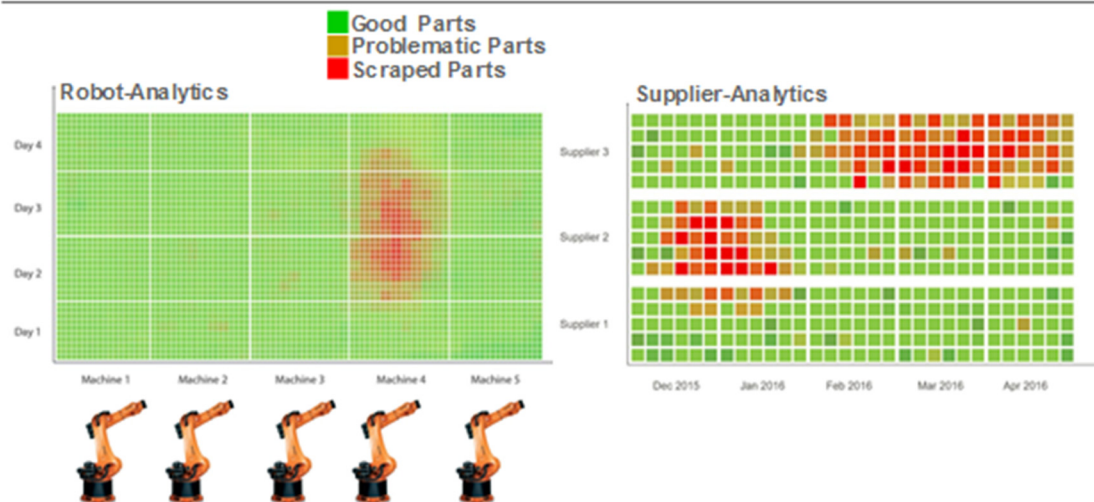 Good Parts
Problematic Parts
Scraped Parts
Robot-Analytics
Day 4
Day 3
Day 2
Day 1
Machine 1
Machine 2
Machine 3
Machine 4
Machine 5
Supplier-Analytics
Supplier 3
Supplier 2
Supplier 1
Dec 2015
Jan 2016
Feb 2016
Mar 2016
Apr 2016